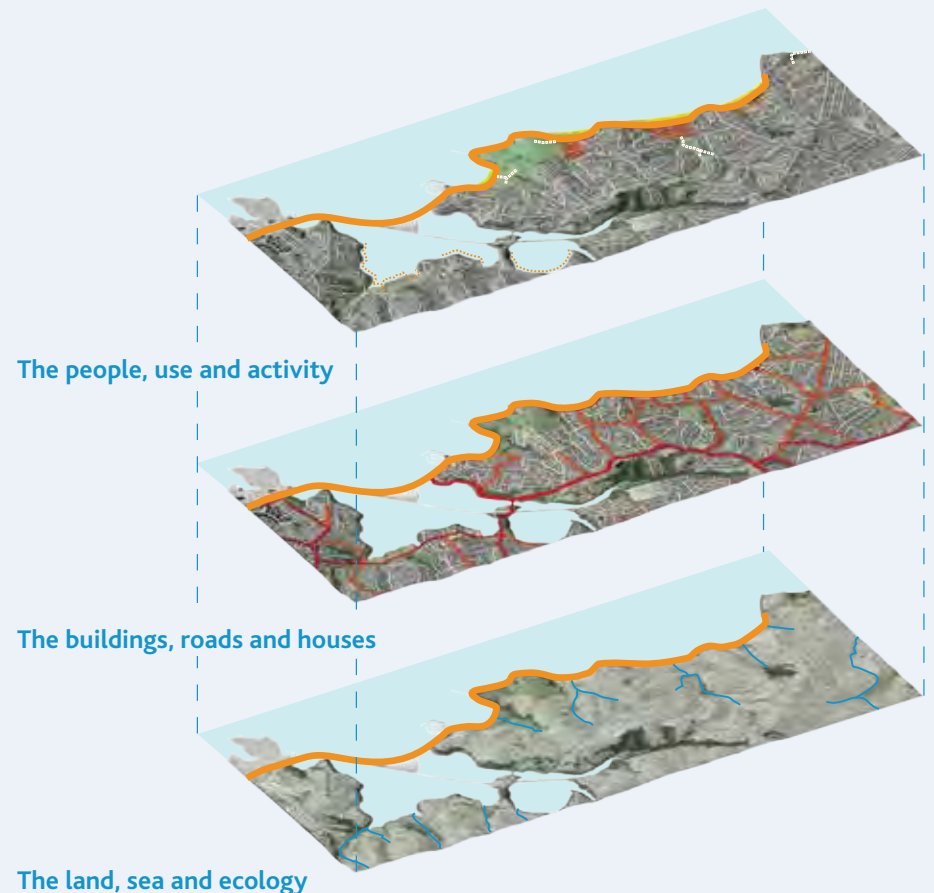 The people, use and activity
The buildings, roads and houses
The land, sea and ecology